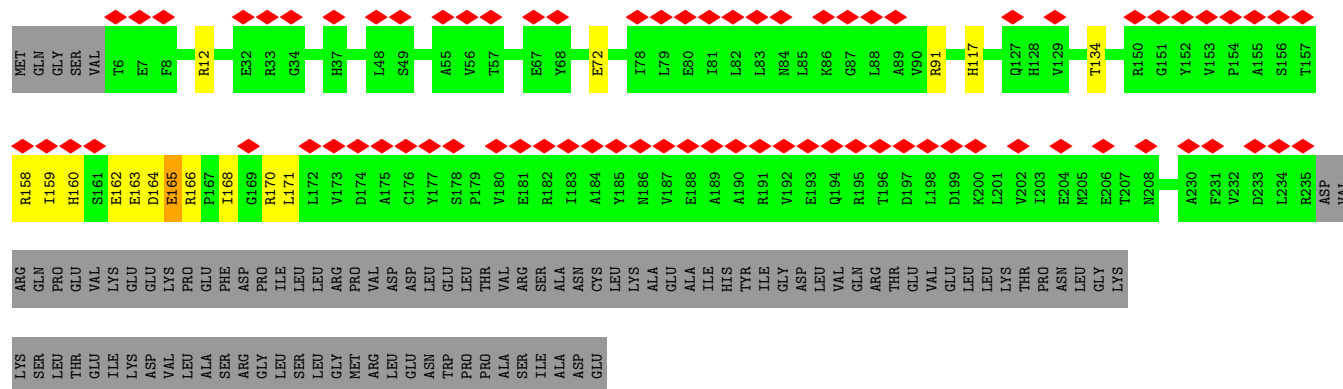 MET GLN GLY SER VAL T6 E7 F8 R12 E32 R33 G34 H37 L48 S49 A55 V56 T57 E67 Y68 E72 I78 L79 E80 I81 L82 L83 N84 L85 K86 G87 L88 A89 V90 R91 H117 Q127 H128 V129 T134 R150 G151 Y152 V153 P154 A155 S156 T157
R158 I159 H160 S161 E162 E163 D164 E165 R166 P167 I168 G169 R170 L171 L172 V173 D174 A175 C176 Y177 S178 P179 V180 E181 R182 I183 A184 Y185 N186 V187 E188 A189 A190 R191 V192 E193 Q194 R195 T196 D197 L198 D199 K200 L201 V202 I203 E204 M205 E206 T207 N208 A230 F231 V232 D233 L234 R235 ASP VAL
ARG GLN PRO GLU VAL LYS GLU GLU LYS PRO GLU PHE ASP PRO ILE LEU LEU ARG PRO VAL ASP ASP LEU GLU LEU THR VAL ARG SER ALA ASN CYS LEU LYS ALA GLU ALA ILE HIS TYR ILE GLY ASP LEU VAL GLN ARG THR GLU VAL GLU LEU LEU LYS THR PRO ASN LEU GLY LYS
LYS SER LEU THR GLU ILE LYS ASP VAL LEU ALA SER ARG GLY LEU SER LEU GLY MET ARG LEU GLU ASN TRP PRO PRO ALA SER ILE ALA ASP GLU